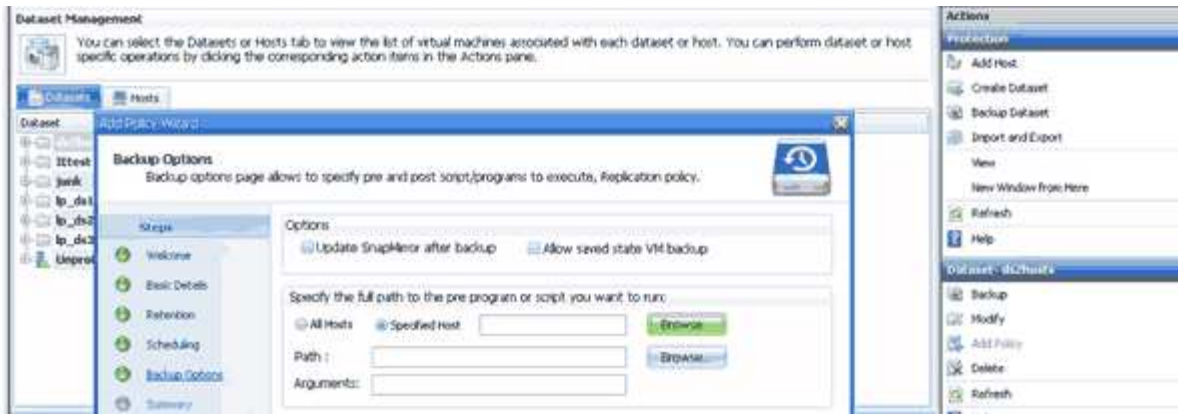 Dataset Management
You can select the Datasets or Hosts tab to view the list of virtual machines associated with each dataset or host. You can perform dataset or host
specific operations by clicking the corresponding action items in the Actions pane.
Datasets
Hosts
Dataset
IItest
junk
lp_ds1
lp_ds2
lp_ds3
Unpro
Add Policy Wizard
Backup Options
Backup options page allows to specify pre and post script/programs to execute, Replication policy.
Steps
Welcome
Basic Details
Retention
Scheduling
Backup Options
Summary
Options
Update SnapMirror after backup
Allow saved state VM backup
Specify the full path to the pre program or script you want to run:
All Hosts
Specified Host
Browse
Path :
Browse...
Arguments:
Actions
Protection
Add Host
Create Dataset
Backup Dataset
Import and Export
View
New Window from Here
Refresh
Help
Dataset- ds2hosts
Backup
Modify
Add Policy
Delete
Refresh